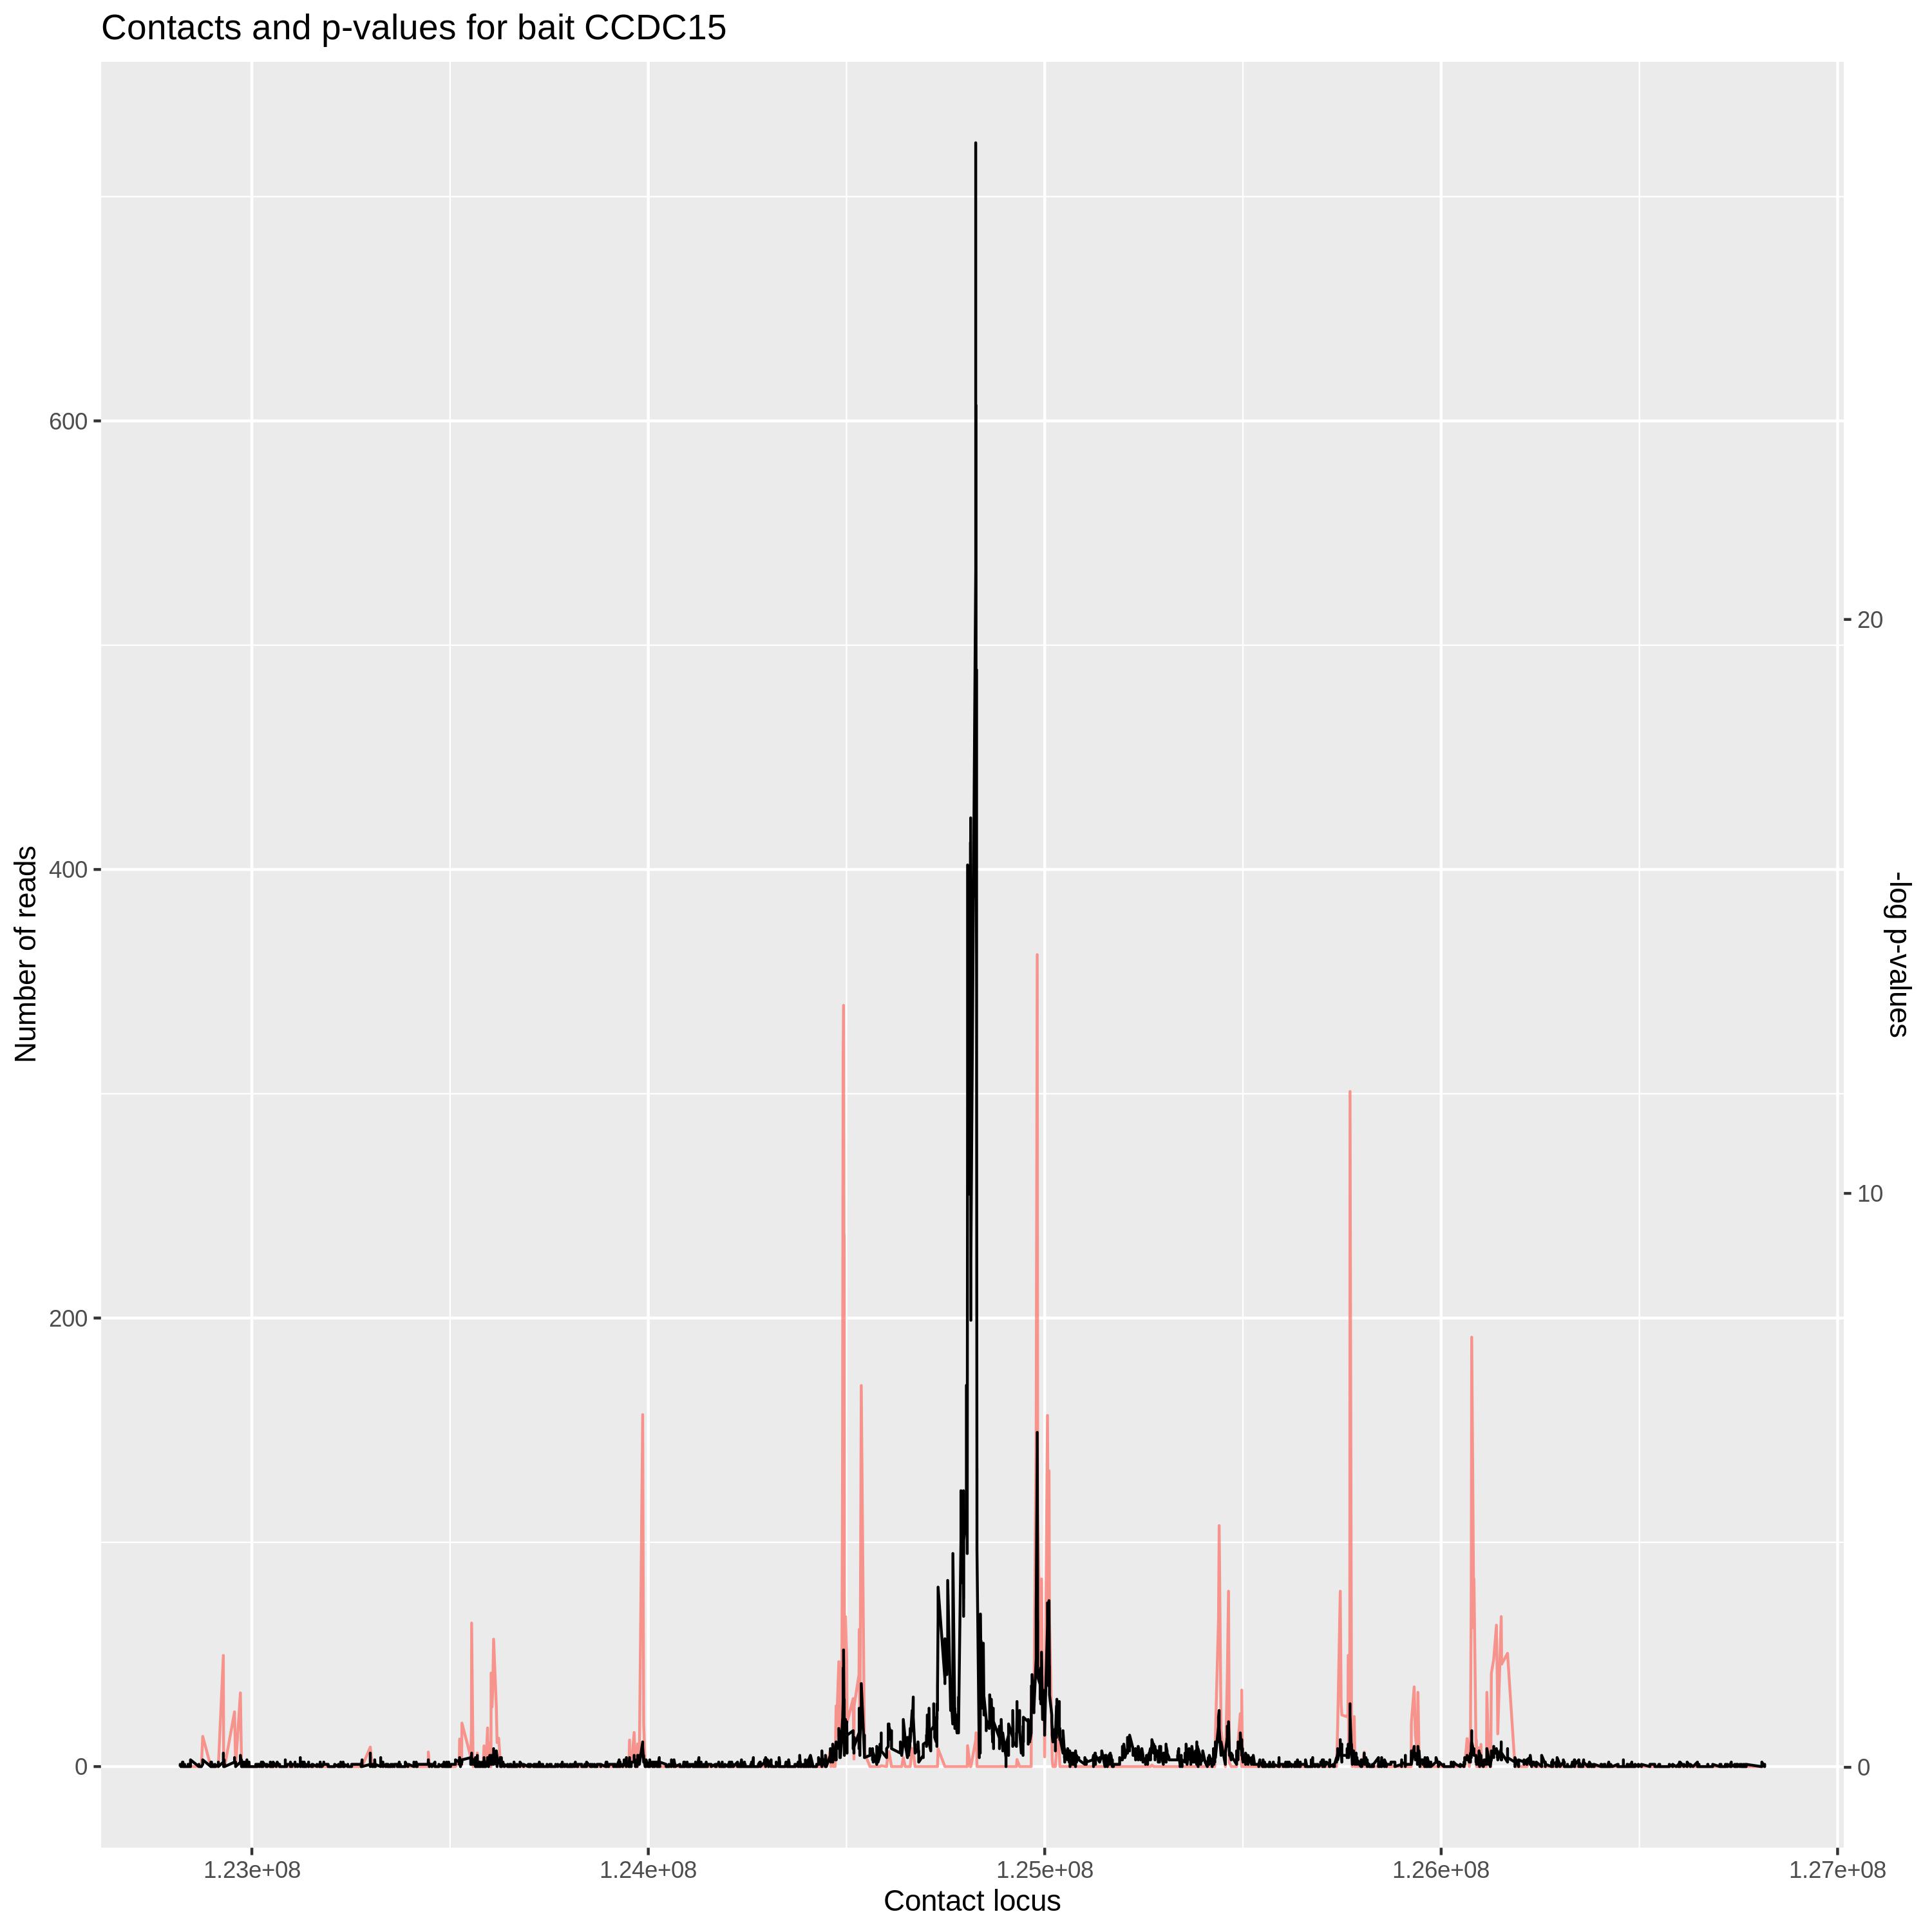 Contacts and p-values for bait CCDC15
Number of reads
600
400
200
0
20
10
0
-log p-values
1.23e+08 1.24e+08 1.25e+08 1.26e+08 1.27e+08
Contact locus